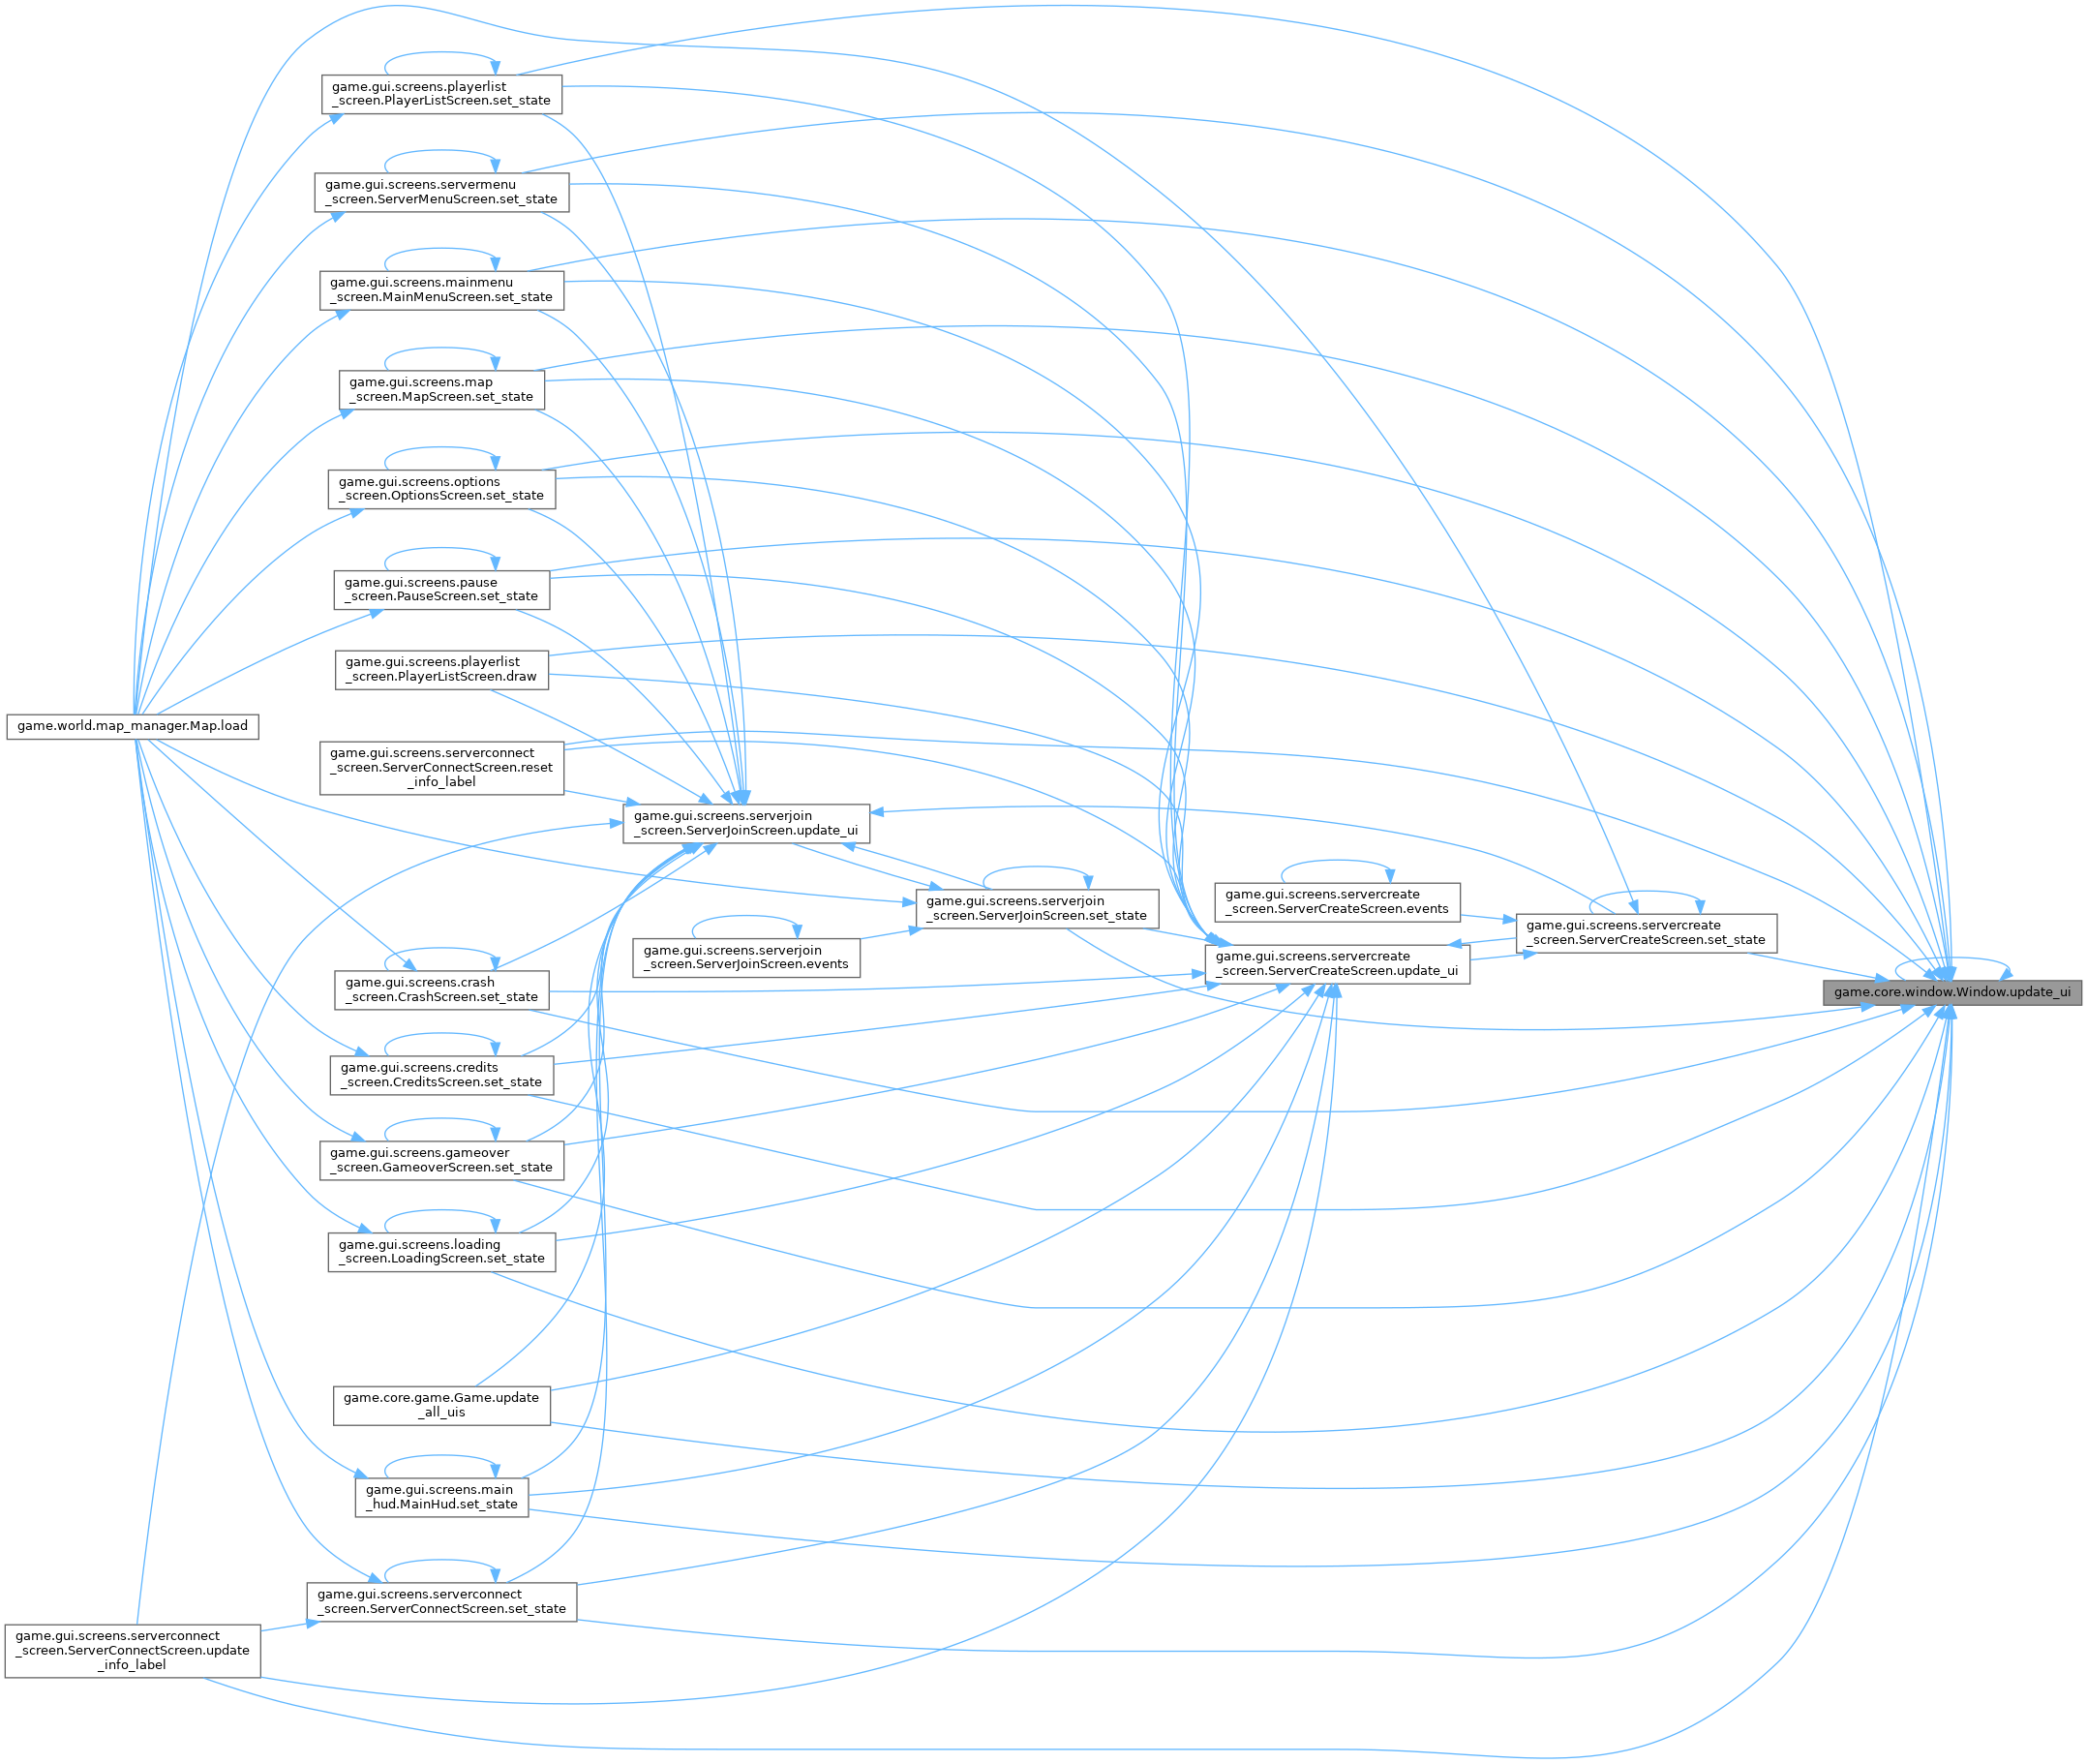 game.gui.screens.playerlist
_screen.PlayerListScreen.set_state
game.gui.screens.servermenu
_screen.ServerMenuScreen.set_state
game.gui.screens.mainmenu
_screen.MainMenuScreen.set_state
game.gui.screens.map
_screen.MapScreen.set_state
game.gui.screens.options
_screen.OptionsScreen.set_state
game.gui.screens.pause
_screen.PauseScreen.set_state
game.gui.screens.playerlist
_screen.PlayerListScreen.draw
game.world.map_manager.Map.load
game.gui.screens.serverconnect
_screen.ServerConnectScreen.reset
_info_label
game.gui.screens.serverjoin
_screen.ServerJoinScreen.update_ui
game.gui.screens.serverjoin
_screen.ServerJoinScreen.set_state
game.gui.screens.servercreate
_screen.ServerCreateScreen.events
game.gui.screens.servercreate
_screen.ServerCreateScreen.set_state
game.gui.screens.serverjoin
_screen.ServerJoinScreen.events
game.gui.screens.servercreate
_screen.ServerCreateScreen.update_ui
game.core.window.Window.update_ui
game.gui.screens.crash
_screen.CrashScreen.set_state
game.gui.screens.credits
_screen.CreditsScreen.set_state
game.gui.screens.gameover
_screen.GameoverScreen.set_state
game.gui.screens.loading
_screen.LoadingScreen.set_state
game.core.game.Game.update
_all_uis
game.gui.screens.main
_hud.MainHud.set_state
game.gui.screens.serverconnect
_screen.ServerConnectScreen.set_state
game.gui.screens.serverconnect
_screen.ServerConnectScreen.update
_info_label